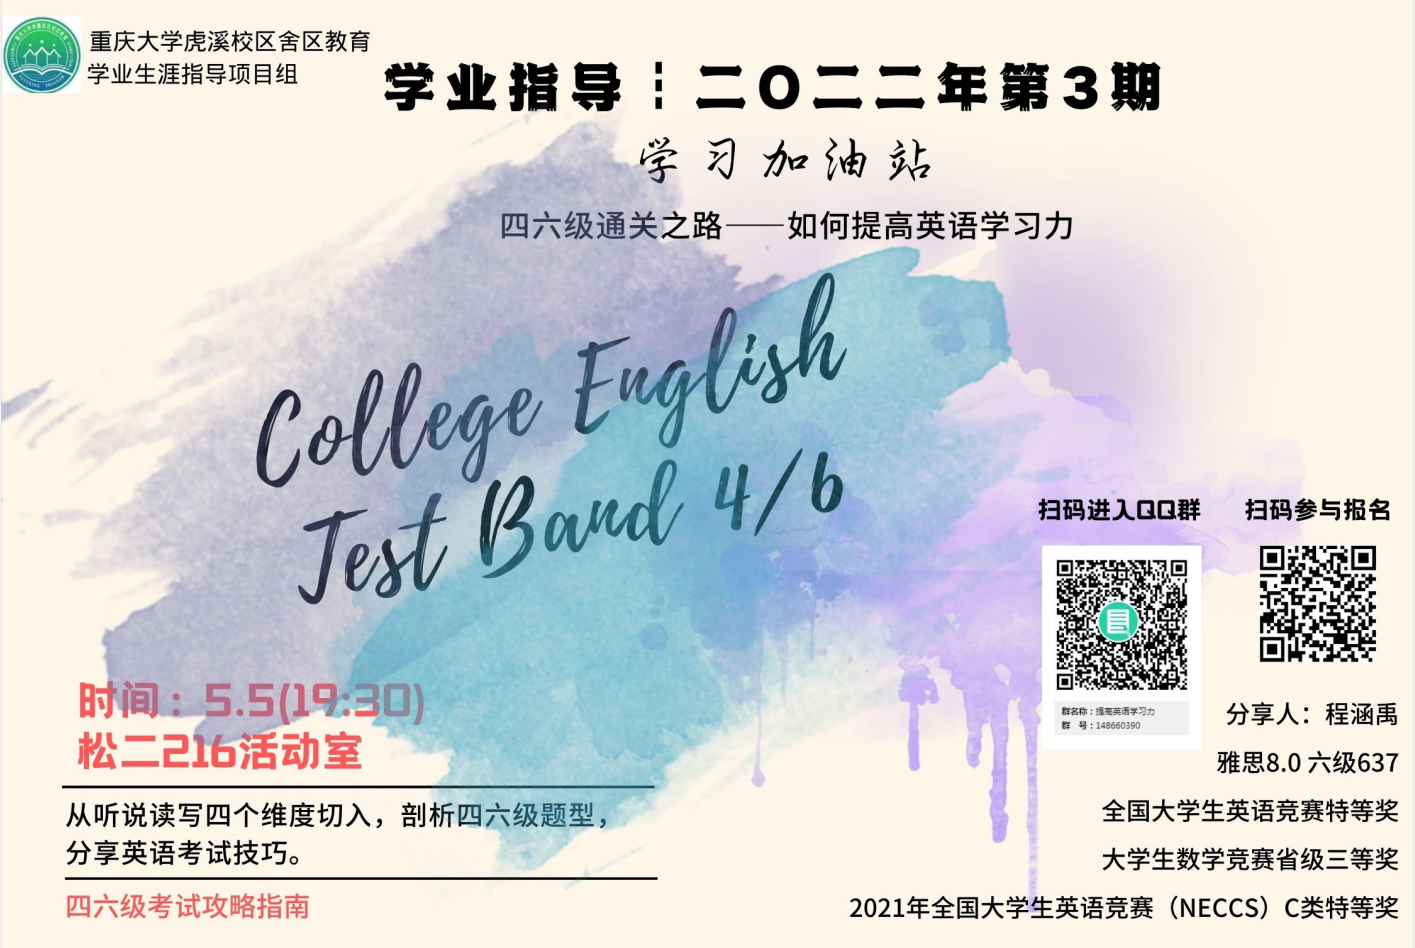 重庆大学虎溪校区舍区教育
学业生涯指导项目组
学业指导┆二〇二二年第3期
学习加油站
四六级通关之路——如何提高英语学习力
College English
Test Band 4/6
扫码进入QQ群
扫码参与报名
群名称：提高英语学习力
群 号：148660390
时间：5.5(19:30)
松二216活动室
从听说读写四个维度切入，剖析四六级题型，
分享英语考试技巧。
四六级考试攻略指南
分享人：程涵禹
雅思8.0 六级637
全国大学生英语竞赛特等奖
大学生数学竞赛省级三等奖
2021年全国大学生英语竞赛（NECCS）C类特等奖